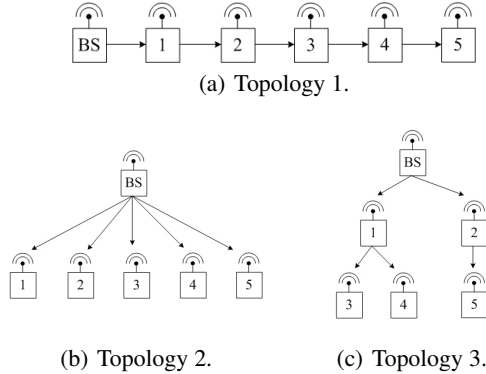 BS 1 2 3 4 5
(a) Topology 1.
BS
1 2 3 4 5
(b) Topology 2.
BS
1 2
3 4 5
(c) Topology 3.